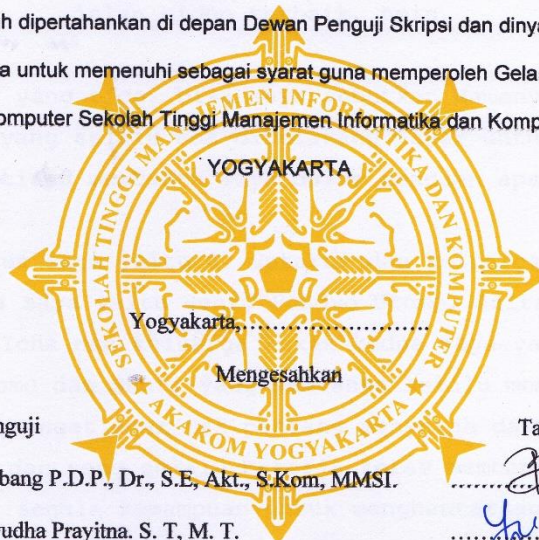 h dipertahankan di depan Dewan Penguji Skripsi dan dinya
a untuk memenuhi sebagai syarat guna memperoleh Gela
omputer Sekolah Tinggi Manajemen Informatika dan Komp
YOGYAKARTA
SEKOLAH TINGGI MANAJEMEN INFORMATIKA DAN KOMPUTER
Yogyakarta,............................
Mengesahkan
★ AKAKOM YOGYAKARTA ★
nguji Ta
bang P.D.P., Dr., S.E, Akt., S.Kom, MMSI.
udha Prayitna. S. T, M. T.